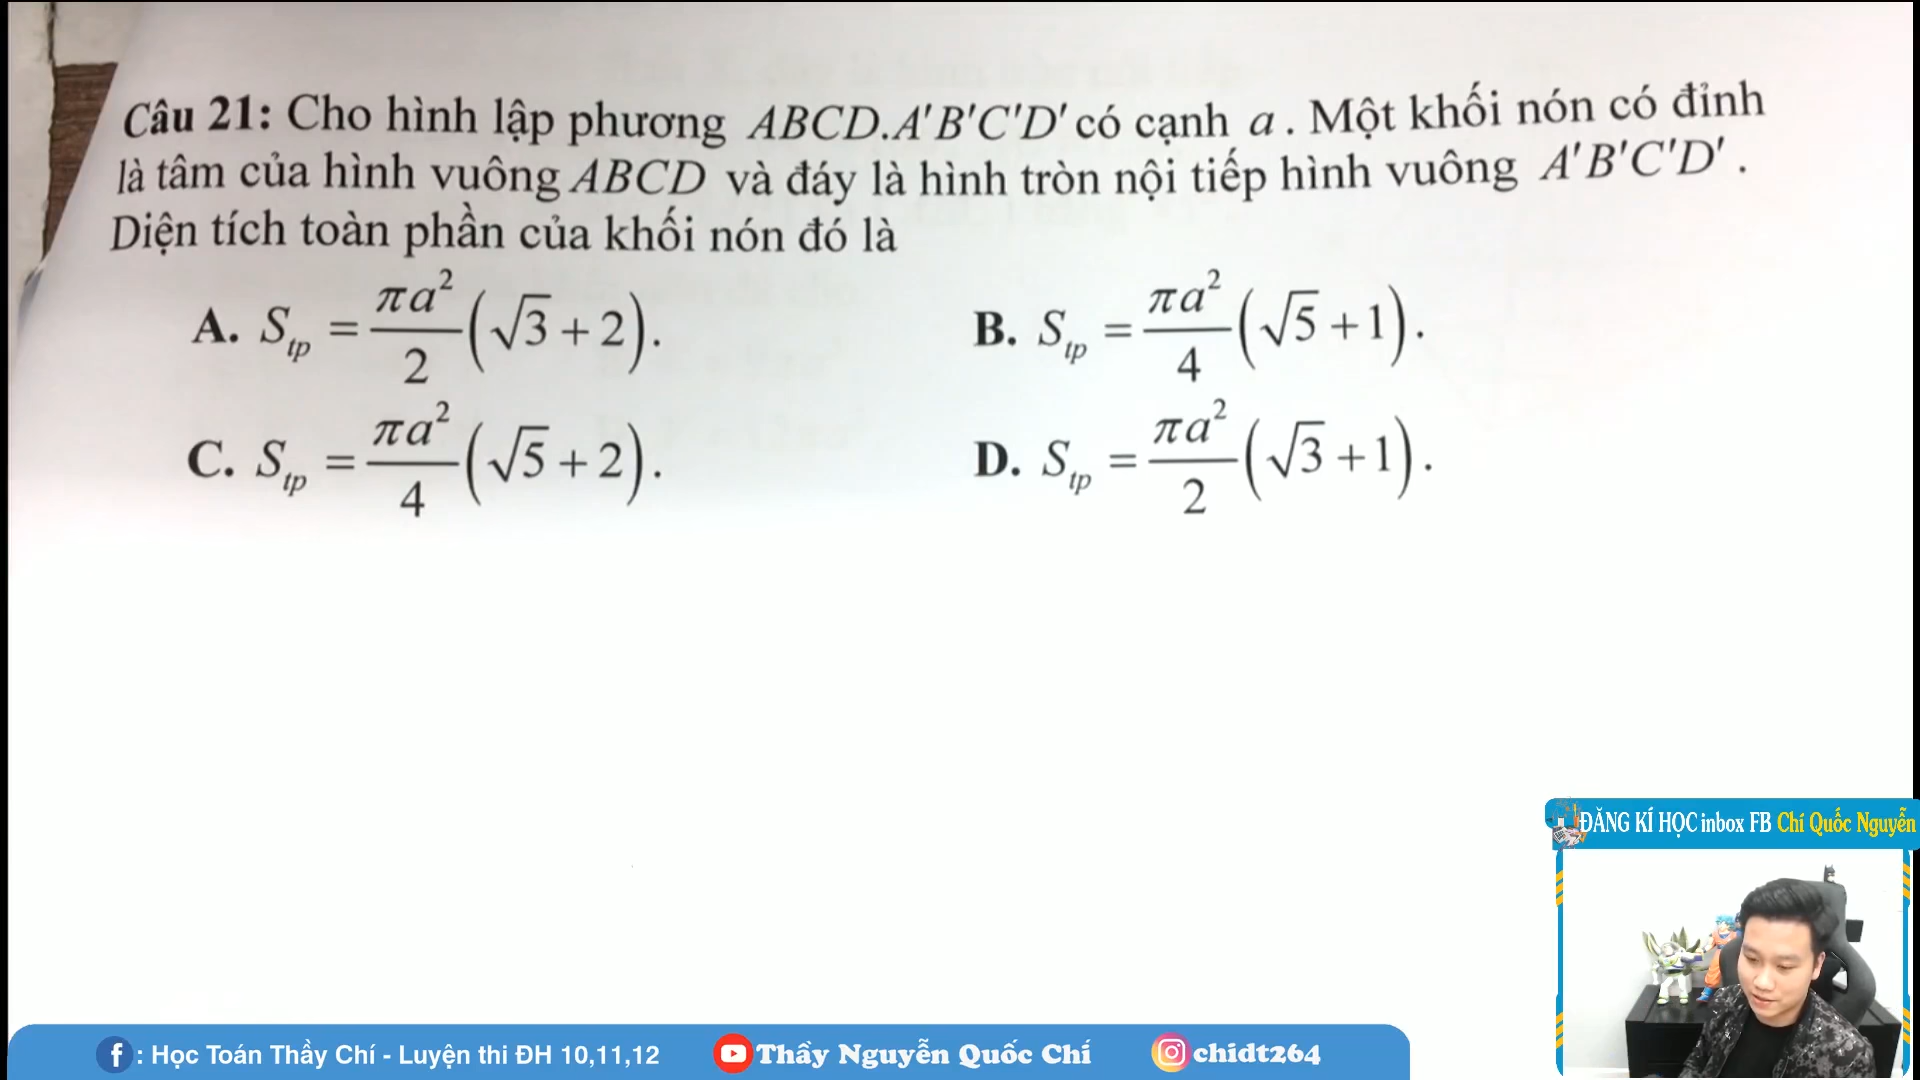 Câu 21: Cho hình lập phương ABCD.A'B'C'D' có cạnh a. Một khối nón có đỉnh
là tâm của hình vuông ABCD và đáy là hình tròn nội tiếp hình vuông A'B'C'D'.
Diện tích toàn phần của khối nón đó là
A. S_tp = πa²/2 (√3 + 2). B. S_tp = πa²/4 (√5 + 1).
C. S_tp = πa²/4 (√5 + 2). D. S_tp = πa²/2 (√3 + 1).
ĐĂNG KÍ HỌC inbox FB Chí Quốc Nguyễn
f : Học Toán Thầy Chí - Luyện thi ĐH 10,11,12 Thầy Nguyễn Quốc Chí chidt264